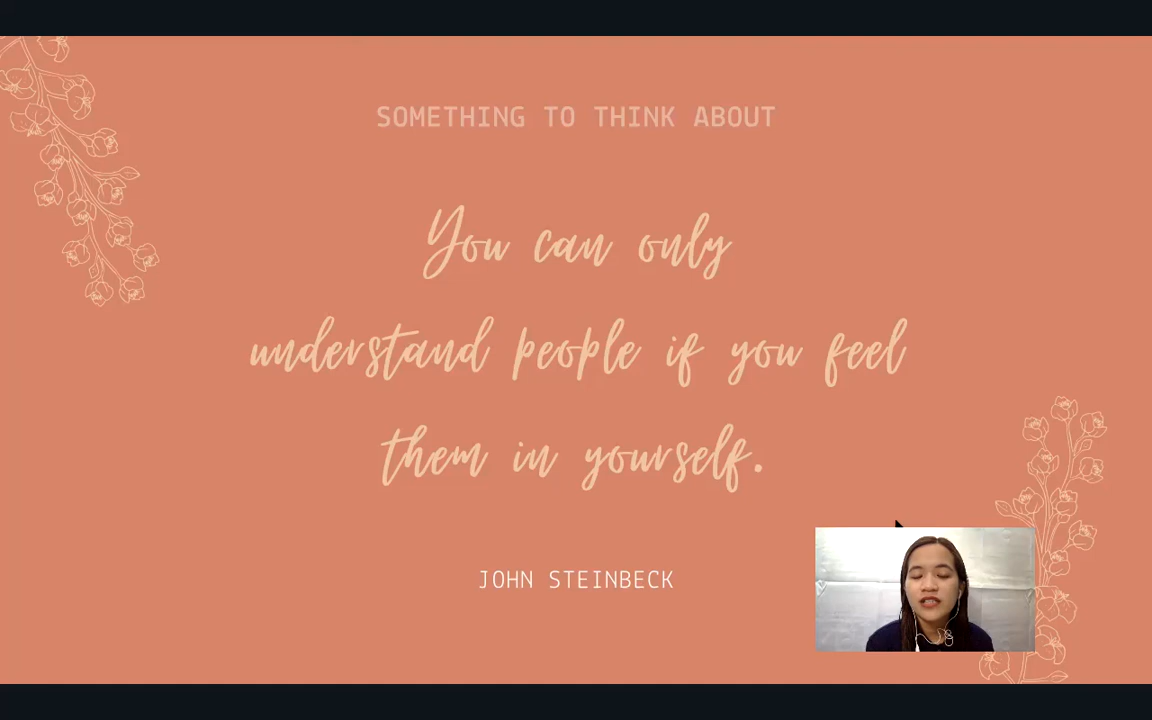 SOMETHING TO THINK ABOUT
You can only
understand people if you feel
them in yourself.
JOHN STEINBECK